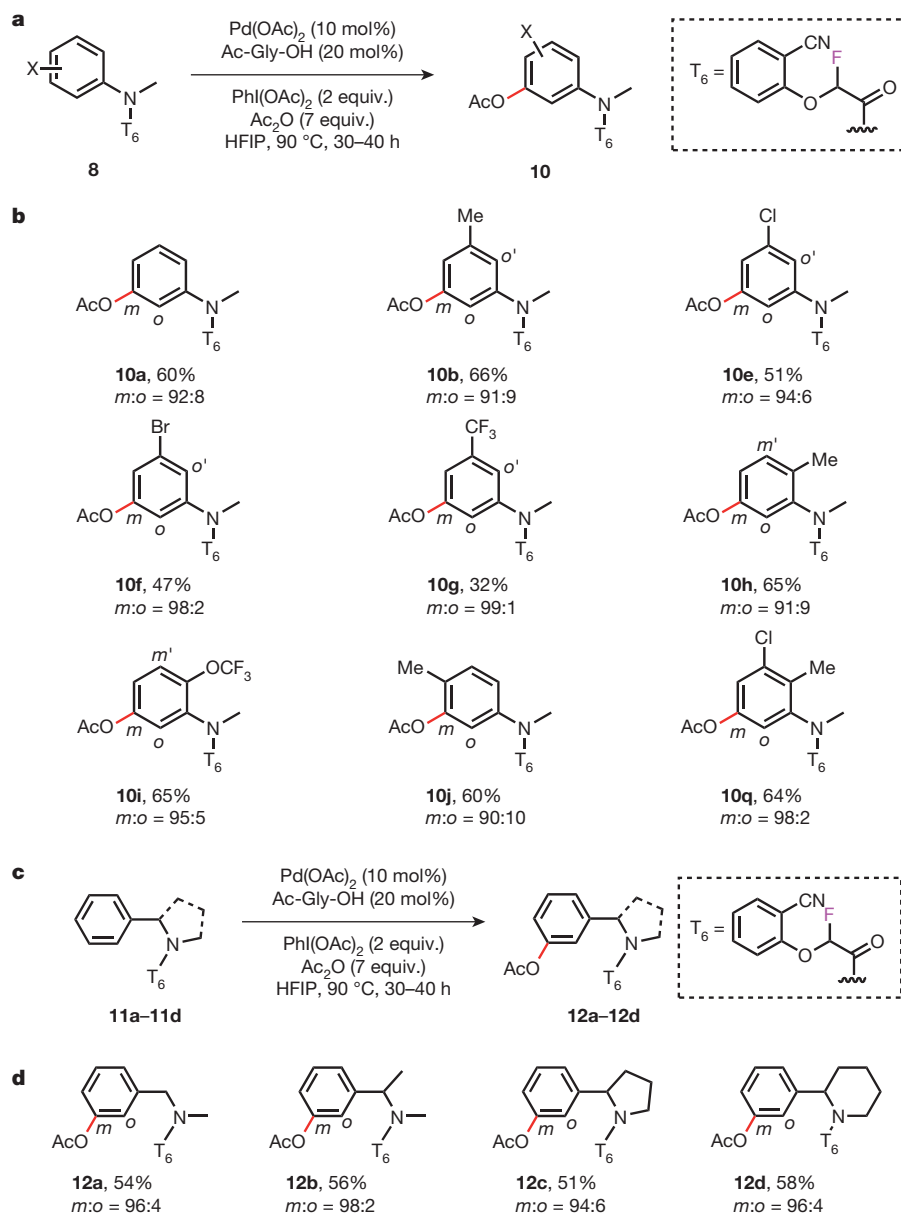 a
X
N
T6
8
Pd(OAc)2 (10 mol%)
Ac-Gly-OH (20 mol%)
PhI(OAc)2 (2 equiv.)
Ac2O (7 equiv.)
HFIP, 90 °C, 30–40 h
X
AcO
N
T6
10
T6 =
CN
F
O
O
b
AcO
m
o
N
T6
10a, 60%
m:o = 92:8
Me
o'
AcO
m
o
N
T6
10b, 66%
m:o = 91:9
Cl
o'
AcO
m
o
N
T6
10e, 51%
m:o = 94:6
Br
o'
AcO
m
o
N
T6
10f, 47%
m:o = 98:2
CF3
o'
AcO
m
o
N
T6
10g, 32%
m:o = 99:1
m'
Me
AcO
m
o
N
T6
10h, 65%
m:o = 91:9
m'
OCF3
AcO
m
o
N
T6
10i, 65%
m:o = 95:5
Me
AcO
m
o
N
T6
10j, 60%
m:o = 90:10
Cl
Me
AcO
m
o
N
T6
10q, 64%
m:o = 98:2
c
N
T6
11a–11d
Pd(OAc)2 (10 mol%)
Ac-Gly-OH (20 mol%)
PhI(OAc)2 (2 equiv.)
Ac2O (7 equiv.)
HFIP, 90 °C, 30–40 h
AcO
N
T6
12a–12d
T6 =
CN
F
O
O
d
AcO
m
o
N
T6
12a, 54%
m:o = 96:4
AcO
m
o
N
T6
12b, 56%
m:o = 98:2
AcO
m
o
N
T6
12c, 51%
m:o = 94:6
AcO
m
o
N
T6
12d, 58%
m:o = 96:4